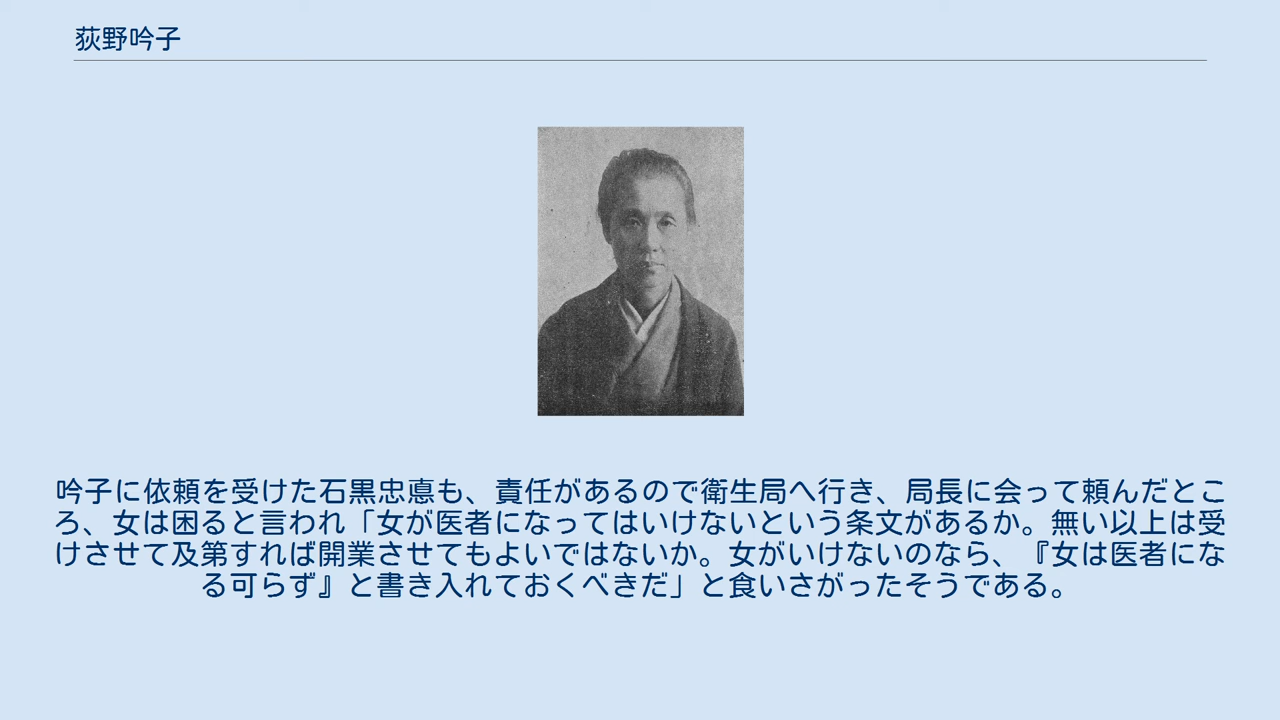 荻野吟子
吟子に依頼を受けた石黒忠悳も、責任があるので衛生局へ行き、局長に会って頼んだとこ
ろ、女は困ると言われ「女が医者になってはいけないという条文があるか。無い以上は受
けさせて及第すれば開業させてもよいではないか。女がいけないのなら、『女は医者にな
る可らず』と書き入れておくべきだ」と食いさがったそうである。